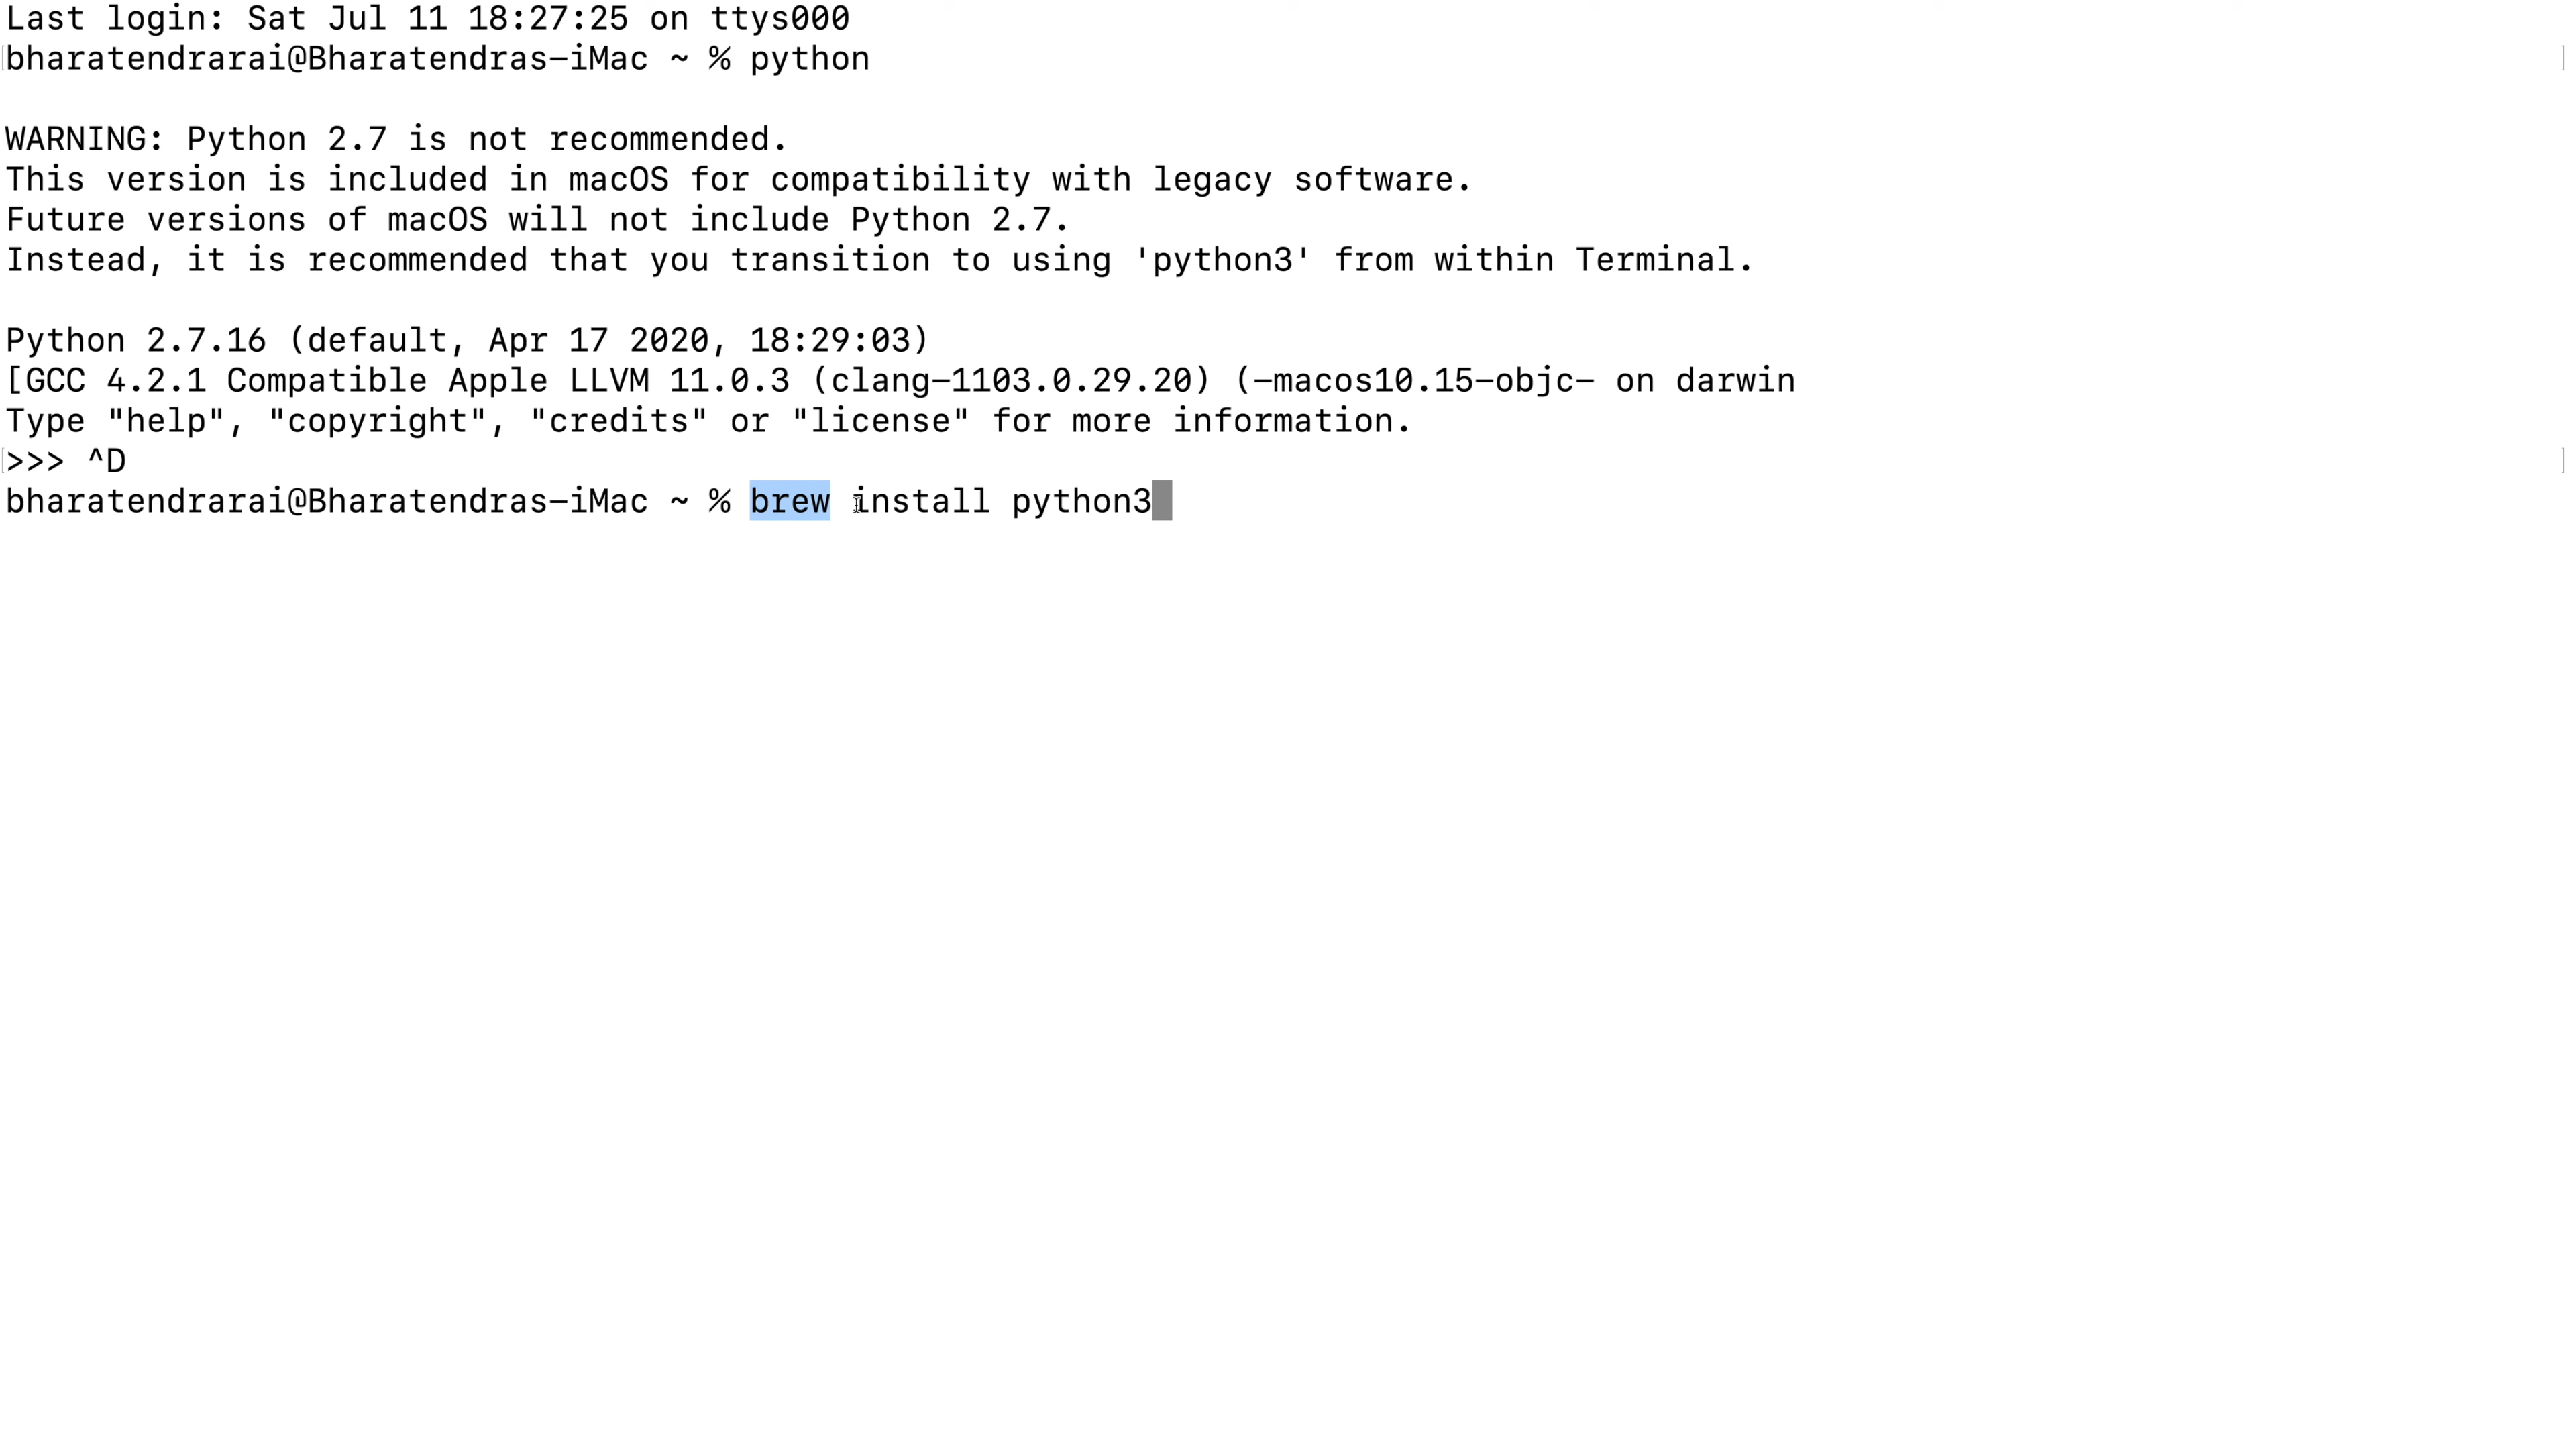 Last login: Sat Jul 11 18:27:25 on ttys000
[bharatendrarai@Bharatendras-iMac ~ % python ]
WARNING: Python 2.7 is not recommended.
This version is included in macOS for compatibility with legacy software.
Future versions of macOS will not include Python 2.7.
Instead, it is recommended that you transition to using 'python3' from within Terminal.
Python 2.7.16 (default, Apr 17 2020, 18:29:03)
[GCC 4.2.1 Compatible Apple LLVM 11.0.3 (clang-1103.0.29.20) (-macos10.15-objc- on darwin
Type "help", "copyright", "credits" or "license" for more information.
[>>> ^D ]
bharatendrarai@Bharatendras-iMac ~ % brew install python3